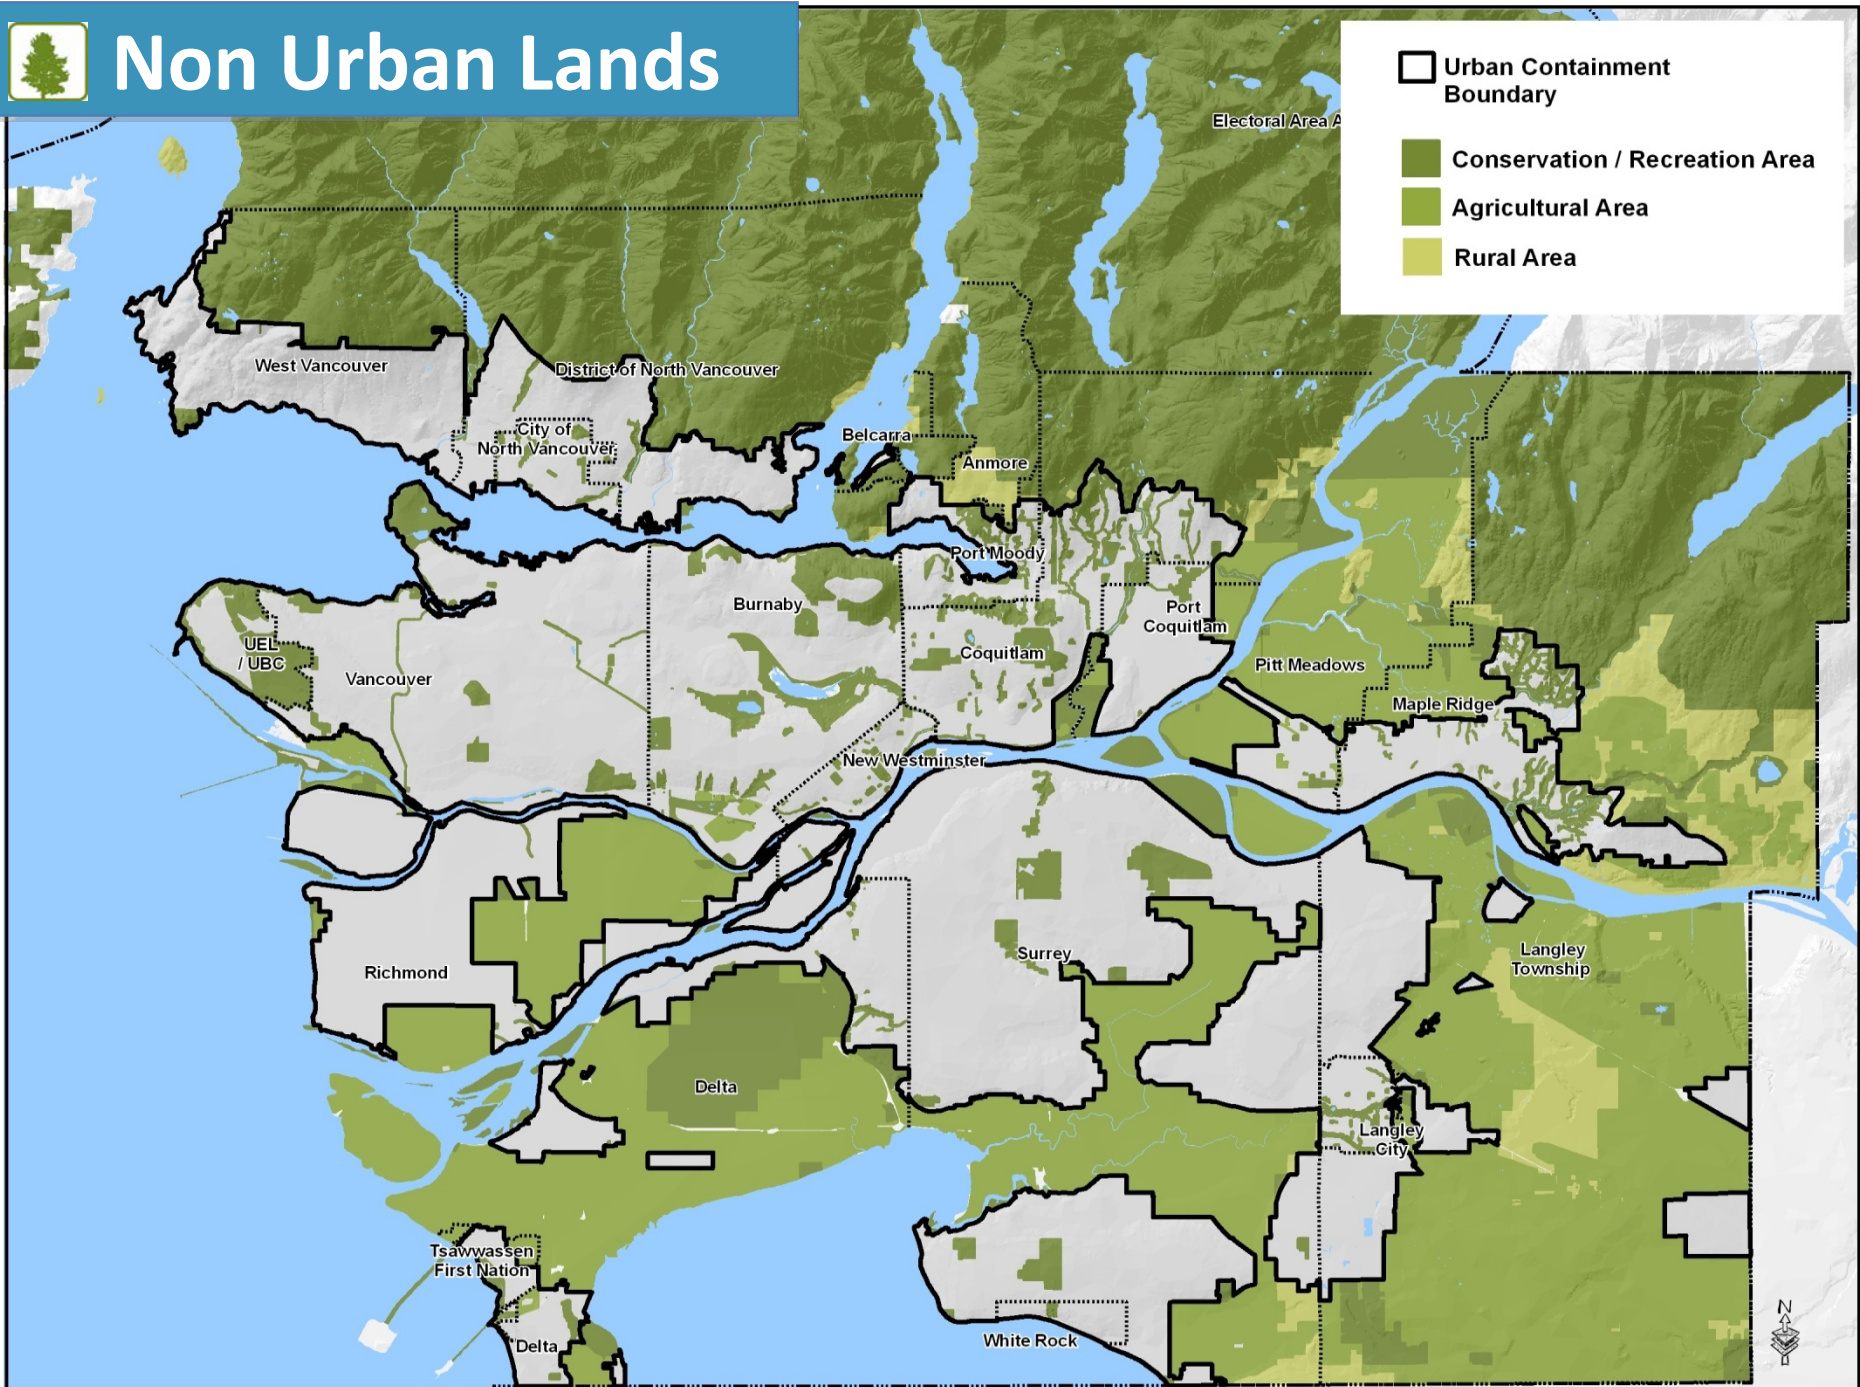 Non Urban Lands
Urban Containment
Boundary
Conservation / Recreation Area
Agricultural Area
Rural Area
Electoral Area A
West Vancouver
District of North Vancouver
City of
North Vancouver
Belcarra
Anmore
Port Moody
Burnaby
Port
Coquitlam
UEL
/ UBC
Vancouver
Coquitlam
Pitt Meadows
Maple Ridge
New Westminster
Richmond
Surrey
Langley
Township
Delta
Langley
City
Tsawwassen
First Nation
White Rock
Delta
N